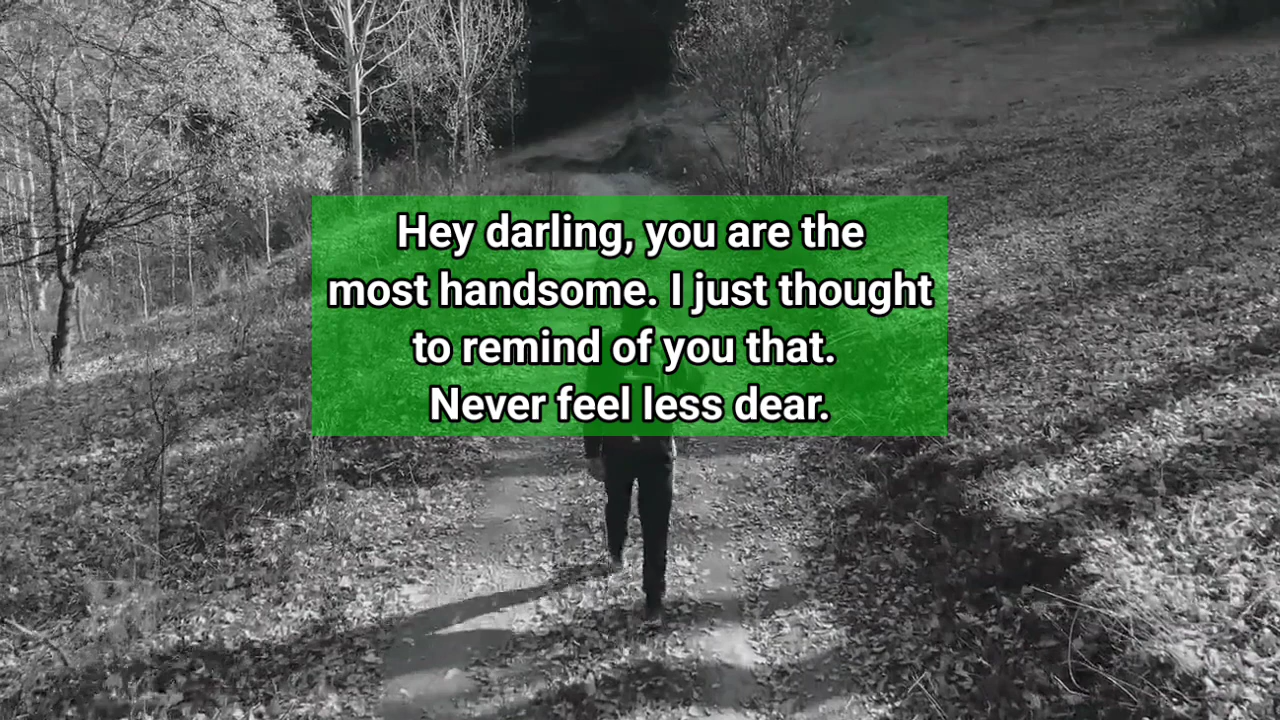 Hey darling, you are the
most handsome. I just thought
to remind of you that.
Never feel less dear.